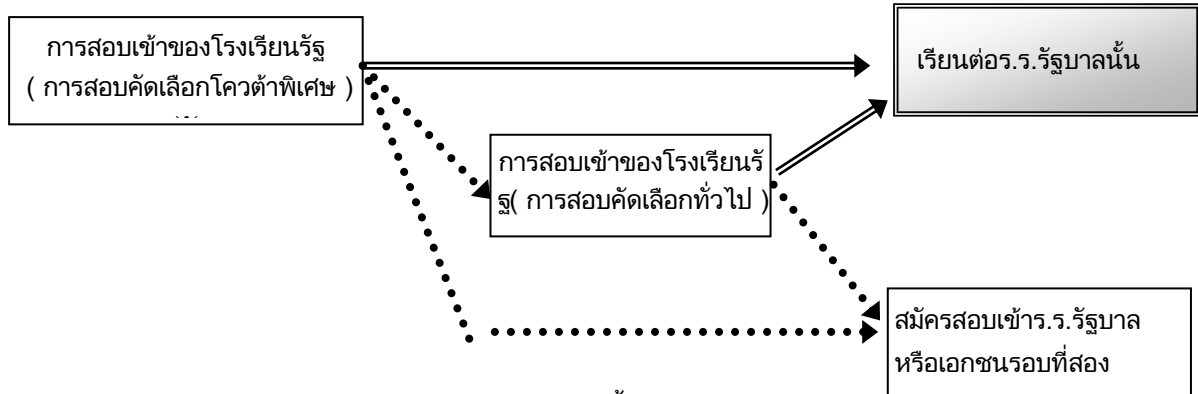 การสอบเข้าของโรงเรียนรัฐ
( การสอบคัดเลือกโควต้าพิเศษ )
เรียนต่อร.ร.รัฐบาลนั้น
การสอบเข้าของโรงเรียนรั
ฐ( การสอบคัดเลือกทั่วไป )
สมัครสอบเข้าร.ร.รัฐบาล
หรือเอกชนรอบที่สอง